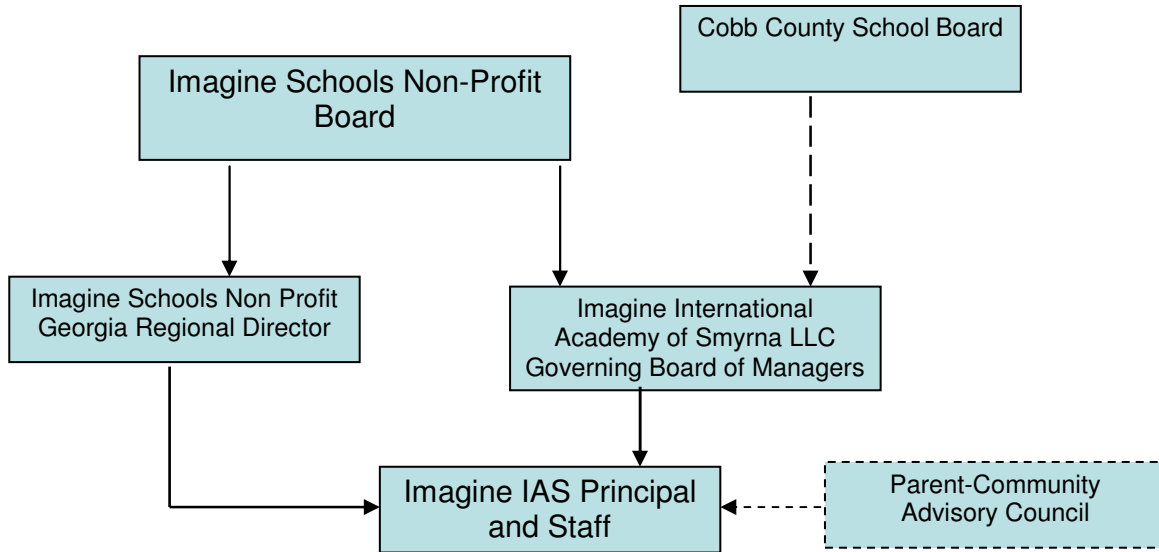 Cobb County School Board
Imagine Schools Non-Profit
Board
Imagine Schools Non Profit
Georgia Regional Director
Imagine International
Academy of Smyrna LLC
Governing Board of Managers
Imagine IAS Principal
and Staff
Parent-Community
Advisory Council